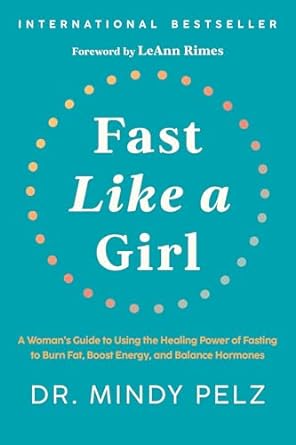 INTERNATIONAL BESTSELLER
Foreword by LeAnn Rimes
Fast
Like a
Girl
A Woman's Guide to Using the Healing Power of Fasting
to Burn Fat, Boost Energy, and Balance Hormones
DR. MINDY PELZ